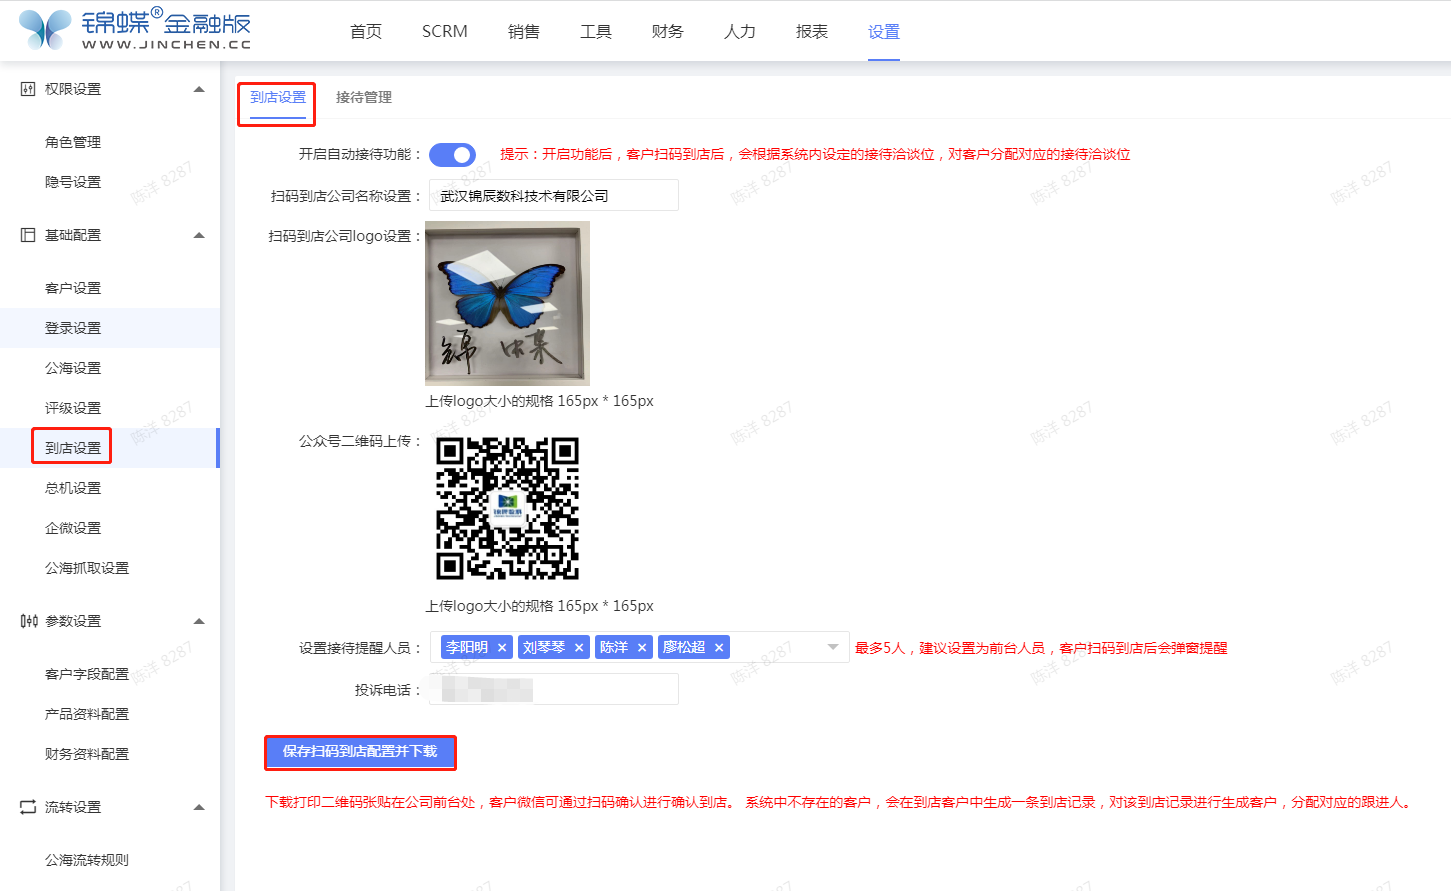 锦蝶®金融版
WWW.JINCHEN.CC
首页 SCRM 销售 工具 财务 人力 报表 设置
权限设置
角色管理
隐号设置
基础配置
客户设置
登录设置
公海设置
评级设置
到店设置
总机设置
企微设置
公海抓取设置
参数设置
客户字段配置
产品资料配置
财务资料配置
流转设置
公海流转规则
到店设置 接待管理
开启自动接待功能： 提示：开启功能后，客户扫码到店后，会根据系统内设定的接待洽谈位，对客户分配对应的接待洽谈位
扫码到店公司名称设置： 武汉锦辰数科技术有限公司
扫码到店公司logo设置：
上传logo大小的规格 165px * 165px
公众号二维码上传：
上传logo大小的规格 165px * 165px
设置接待提醒人员： 李阳明 × 刘琴琴 × 陈洋 × 廖松超 × 最多5人，建议设置为前台人员，客户扫码到店后会弹窗提醒
投诉电话：
保存扫码到店配置并下载
下载打印二维码张贴在公司前台处，客户微信可通过扫码确认进行确认到店。 系统中不存在的客户，会在到店客户中生成一条到店记录，对该到店记录进行生成客户，分配对应的跟进人。
陈洋 8287